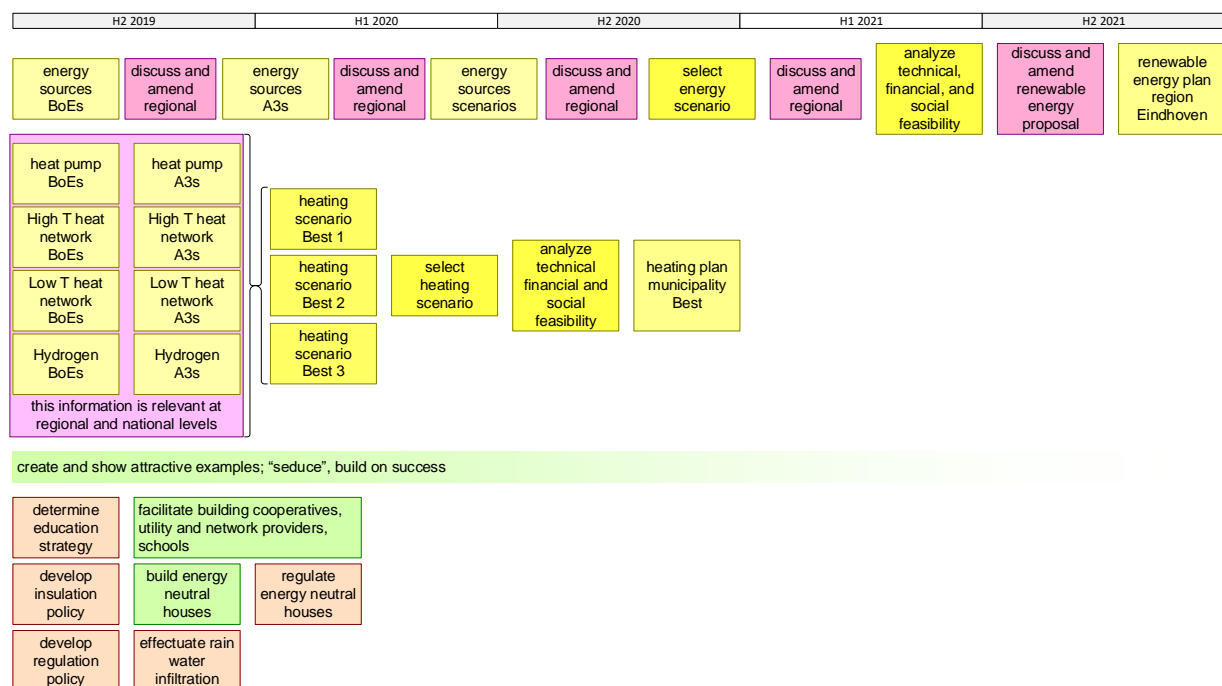 H2 2019
H1 2020
H2 2020
H1 2021
H2 2021
energy
sources
BoEs
discuss and
amend
regional
energy
sources
A3s
discuss and
amend
regional
energy
sources
scenarios
discuss and
amend
regional
select
energy
scenario
discuss and
amend
regional
analyze
technical,
financial, and
social
feasibility
discuss and
amend
renewable
energy
proposal
renewable
energy plan
region
Eindhoven
heat pump
BoEs
heat pump
A3s
High T heat
network
BoEs
High T heat
network
A3s
Low T heat
network
BoEs
Low T heat
network
A3s
Hydrogen
BoEs
Hydrogen
A3s
this information is relevant at
regional and national levels
heating
scenario
Best 1
heating
scenario
Best 2
heating
scenario
Best 3
select
heating
scenario
analyze
technical
financial and
social
feasibility
heating plan
municipality
Best
create and show attractive examples; “seduce”, build on success
determine
education
strategy
facilitate building cooperatives,
utility and network providers,
schools
develop
insulation
policy
build energy
neutral
houses
regulate
energy neutral
houses
develop
regulation
policy
effectuate rain
water
infiltration